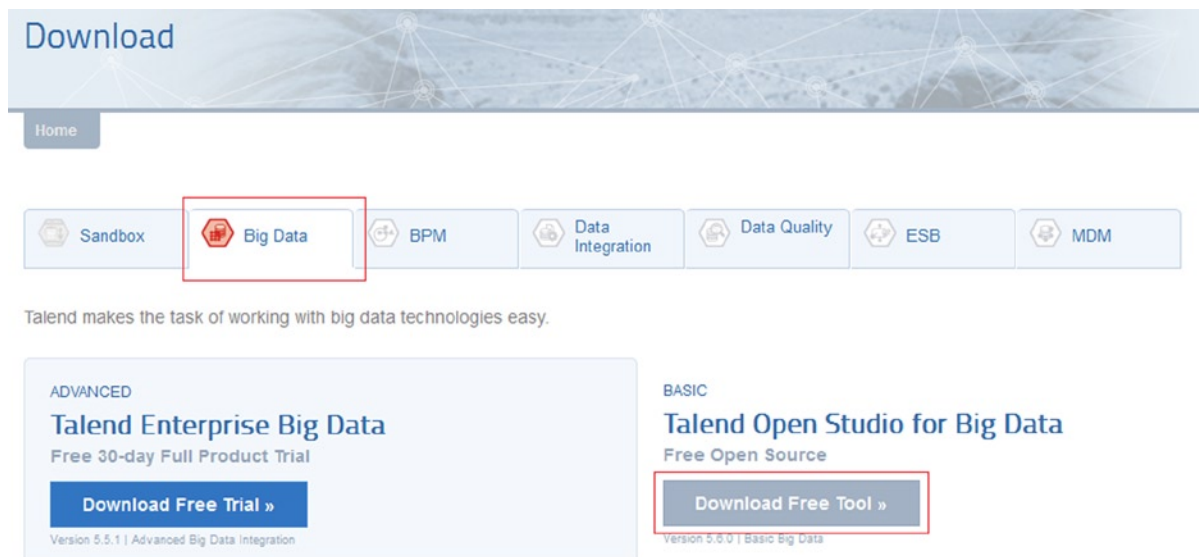 Download
Home
Sandbox
Big Data
BPM
Data
Integration
Data Quality
ESB
MDM
Talend makes the task of working with big data technologies easy.
ADVANCED
Talend Enterprise Big Data
Free 30-day Full Product Trial
Download Free Trial »
Version 5.5.1 | Advanced Big Data Integration
BASIC
Talend Open Studio for Big Data
Free Open Source
Download Free Tool »
Version 5.6.0 | Basic Big Data